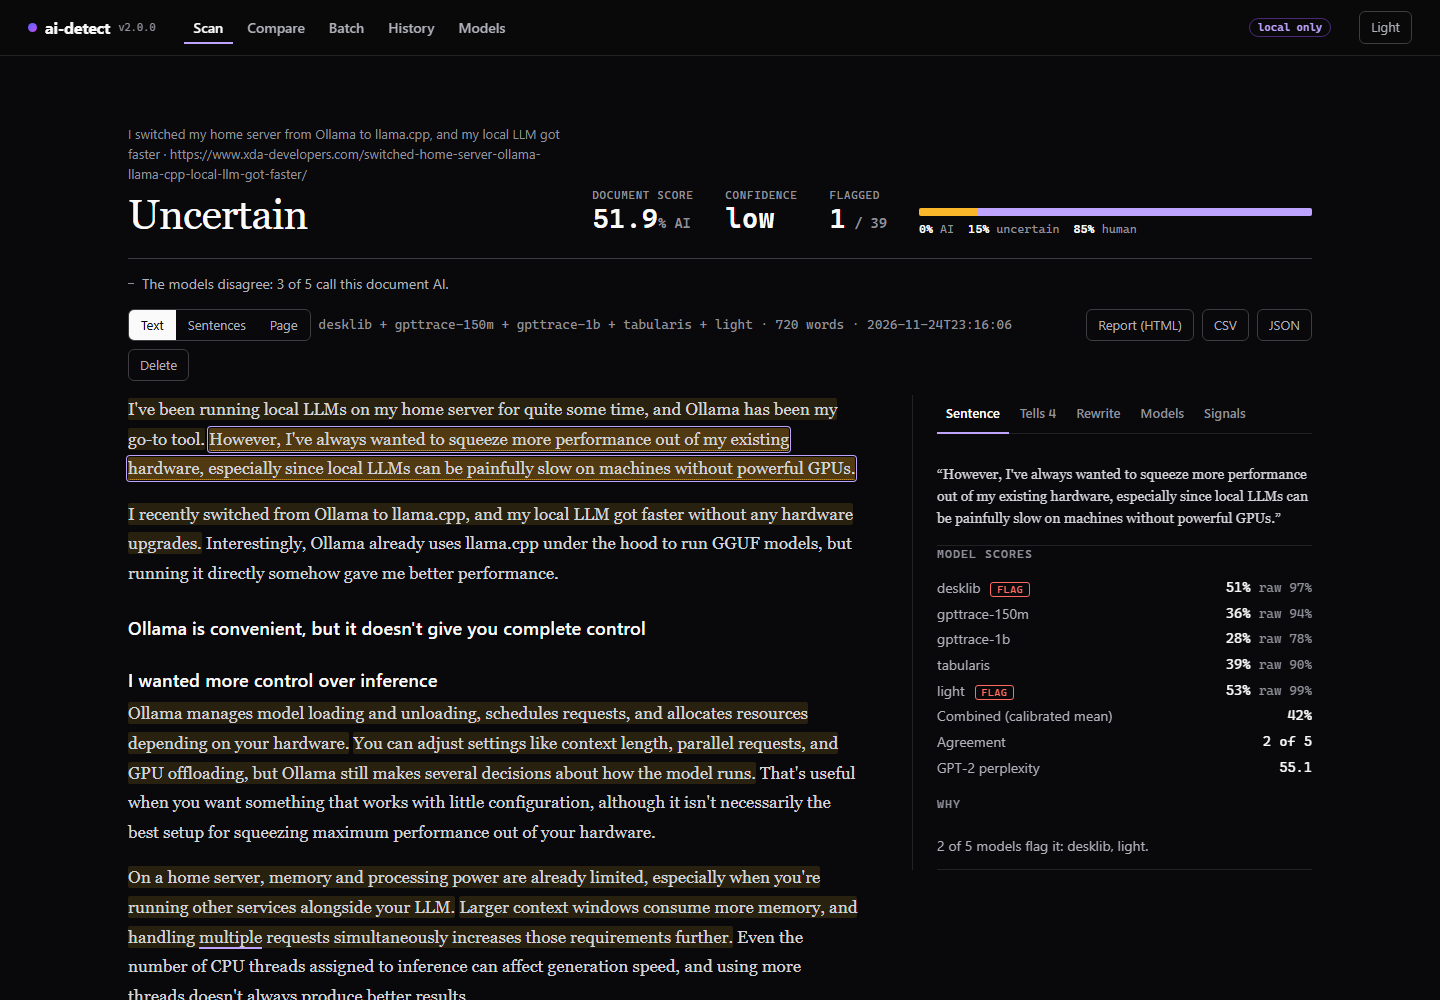 ai-detect v2.0.0 Scan Compare Batch History Models local only Light
I switched my home server from Ollama to llama.cpp, and my local LLM got
faster · https://www.xda-developers.com/switched-home-server-ollama-
llama-cpp-local-llm-got-faster/
Uncertain
DOCUMENT SCORE
51.9% AI
CONFIDENCE
low
FLAGGED
1 / 39
0% AI 15% uncertain 85% human
– The models disagree: 3 of 5 call this document AI.
Text Sentences Page desklib + gpttrace-150m + gpttrace-1b + tabularis + light · 720 words · 2026-11-24T23:16:06 Report (HTML) CSV JSON
Delete
I've been running local LLMs on my home server for quite some time, and Ollama has been my
go-to tool. However, I've always wanted to squeeze more performance out of my existing
hardware, especially since local LLMs can be painfully slow on machines without powerful GPUs.
I recently switched from Ollama to llama.cpp, and my local LLM got faster without any hardware
upgrades. Interestingly, Ollama already uses llama.cpp under the hood to run GGUF models, but
running it directly somehow gave me better performance.
Ollama is convenient, but it doesn't give you complete control
I wanted more control over inference
Ollama manages model loading and unloading, schedules requests, and allocates resources
depending on your hardware. You can adjust settings like context length, parallel requests, and
GPU offloading, but Ollama still makes several decisions about how the model runs. That's useful
when you want something that works with little configuration, although it isn't necessarily the
best setup for squeezing maximum performance out of your hardware.
On a home server, memory and processing power are already limited, especially when you're
running other services alongside your LLM. Larger context windows consume more memory, and
handling multiple requests simultaneously increases those requirements further. Even the
number of CPU threads assigned to inference can affect generation speed, and using more
threads doesn't always produce better results.
Sentence Tells 4 Rewrite Models Signals
“However, I've always wanted to squeeze more performance
out of my existing hardware, especially since local LLMs can
be painfully slow on machines without powerful GPUs.”
MODEL SCORES
desklib FLAG 51% raw 97%
gpttrace-150m 36% raw 94%
gpttrace-1b 28% raw 78%
tabularis 39% raw 90%
light FLAG 53% raw 99%
Combined (calibrated mean) 42%
Agreement 2 of 5
GPT-2 perplexity 55.1
WHY
2 of 5 models flag it: desklib, light.